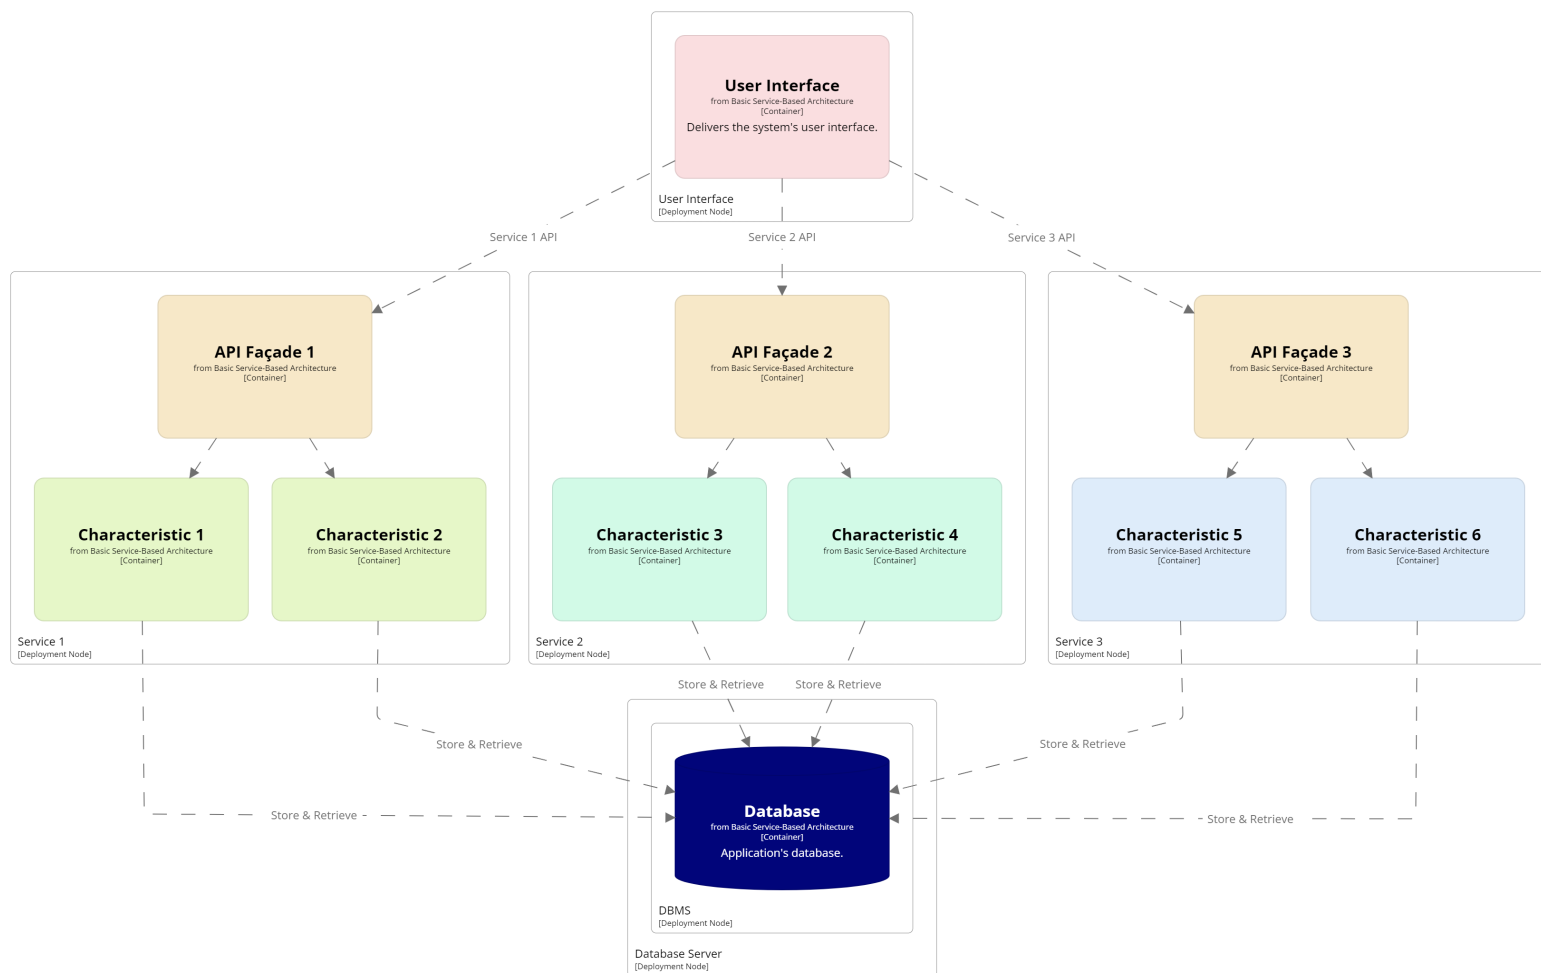 User Interface
from Basic Service-Based Architecture
[Container]
Delivers the system's user interface.
User Interface
[Deployment Node]
Service 1 API
Service 2 API
Service 3 API
API Façade 1
from Basic Service-Based Architecture
[Container]
API Façade 2
from Basic Service-Based Architecture
[Container]
API Façade 3
from Basic Service-Based Architecture
[Container]
Characteristic 1
from Basic Service-Based Architecture
[Container]
Characteristic 2
from Basic Service-Based Architecture
[Container]
Characteristic 3
from Basic Service-Based Architecture
[Container]
Characteristic 4
from Basic Service-Based Architecture
[Container]
Characteristic 5
from Basic Service-Based Architecture
[Container]
Characteristic 6
from Basic Service-Based Architecture
[Container]
Service 1
[Deployment Node]
Service 2
[Deployment Node]
Service 3
[Deployment Node]
Store & Retrieve
Store & Retrieve
Store & Retrieve
Store & Retrieve
Store & Retrieve
Store & Retrieve
Database
from Basic Service-Based Architecture
[Container]
Application's database.
DBMS
[Deployment Node]
Database Server
[Deployment Node]